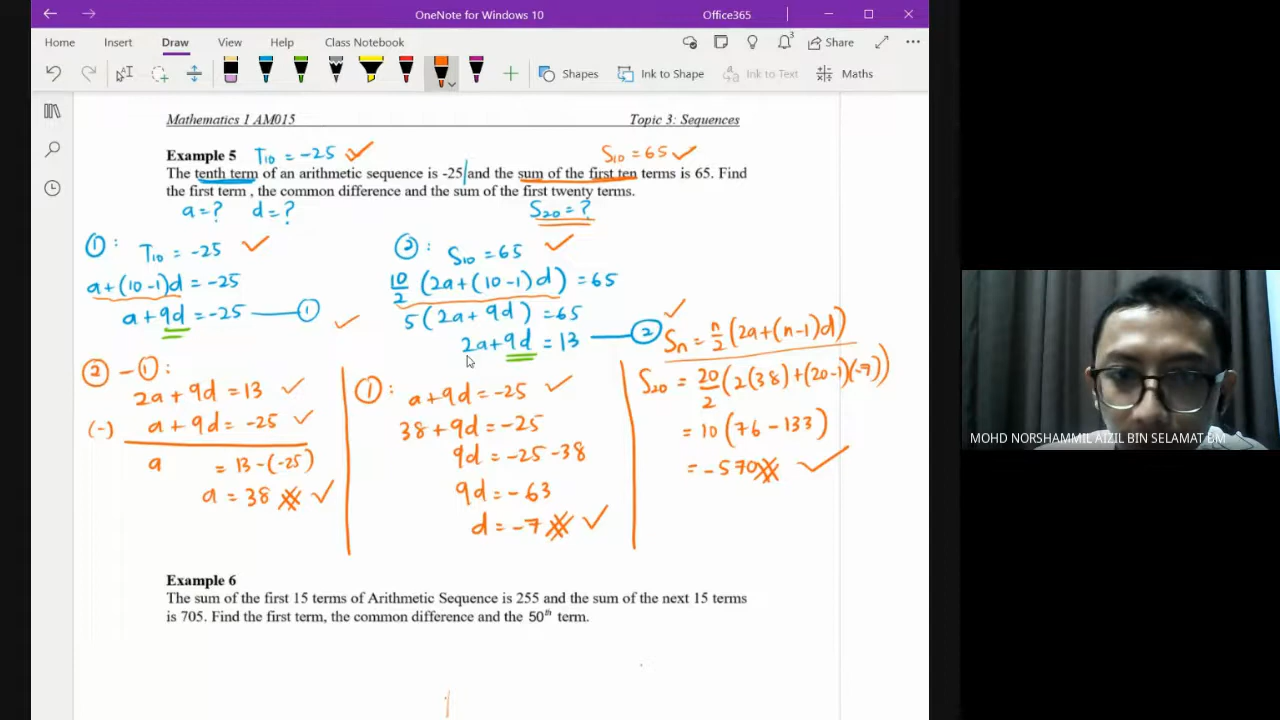 OneNote for Windows 10
Office365
Home Insert Draw View Help Class Notebook
3
Share
Shapes Ink to Shape Ink to Text Maths
Mathematics 1 AM015 Topic 3: Sequences
Example 5 T10 = -25 ✓ S10 = 65 ✓
The tenth term of an arithmetic sequence is -25 and the sum of the first ten terms is 65. Find
the first term , the common difference and the sum of the first twenty terms.
a = ? d = ? S20 = ?
① : T10 = -25 ✓
a + (10-1)d = -25
a + 9d = -25 —— ① ✓
② : S10 = 65 ✓
10/2 (2a + (10-1)d) = 65
5(2a + 9d) = 65
2a + 9d = 13 —— ②
② - ① :
2a + 9d = 13 ✓
(-) a + 9d = -25 ✓
a = 13 - (-25)
a = 38 ✓
① : a + 9d = -25 ✓
38 + 9d = -25
9d = -25 - 38
9d = -63
d = -7 ✓
✓
Sn = n/2 (2a + (n-1)d)
S20 = 20/2 (2(38) + (20-1)(-7))
= 10 (76 - 133)
= -570 ✓
Example 6
The sum of the first 15 terms of Arithmetic Sequence is 255 and the sum of the next 15 terms
is 705. Find the first term, the common difference and the 50th term.
MOHD NORSHAMMIL AIZIL BIN SELAMAT BM